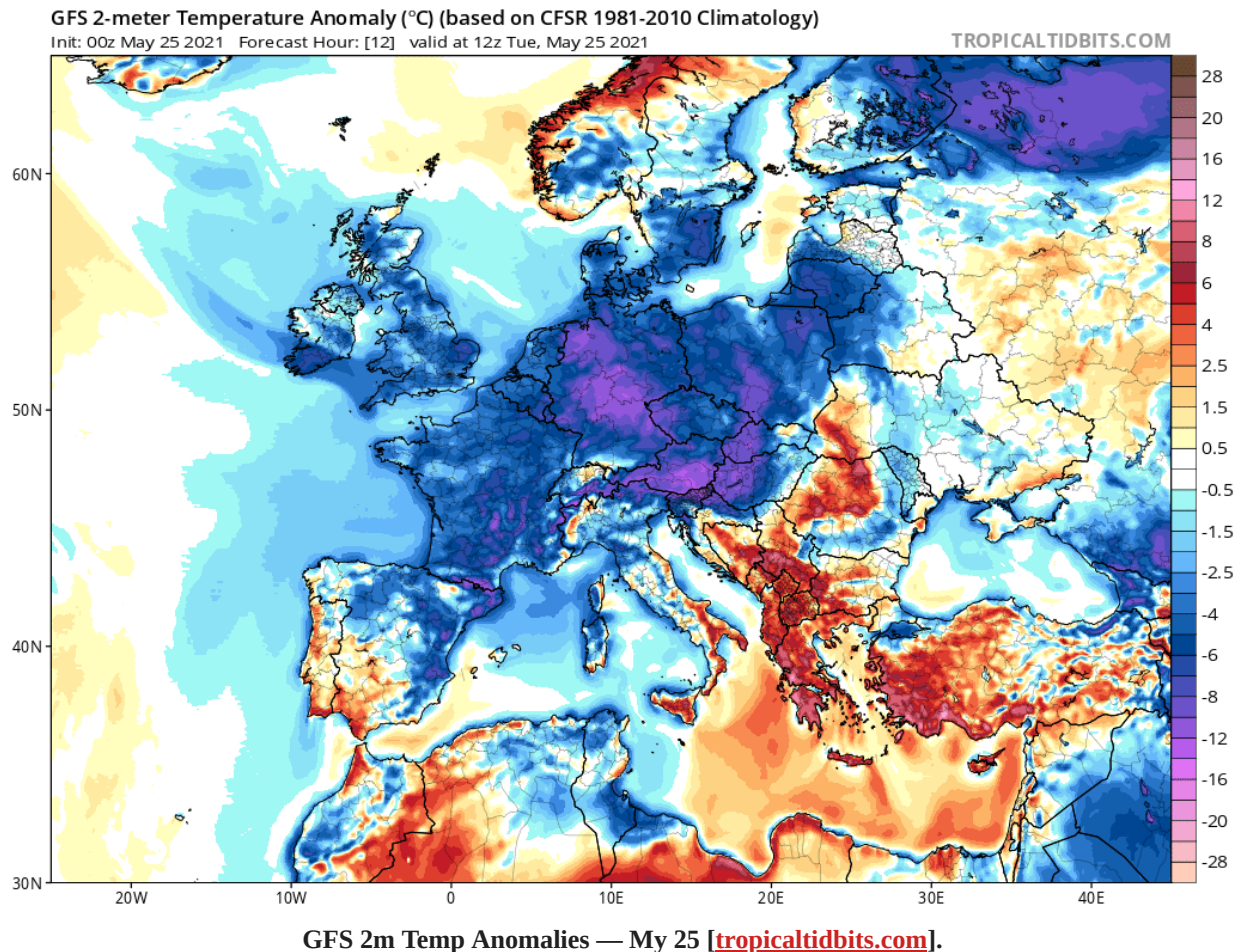 GFS 2-meter Temperature Anomaly (°C) (based on CFSR 1981-2010 Climatology)
Init: 00z May 25 2021 Forecast Hour: [12] valid at 12z Tue, May 25 2021
TROPICALTIDBITS.COM
28
20
16
12
8
6
4
2.5
1.5
0.5
-0.5
-1.5
-2.5
-4
-6
-8
-12
-16
-20
-28
60N
50N
40N
30N
20W
10W
0
10E
20E
30E
40E
GFS 2m Temp Anomalies — My 25 [tropicaltidbits.com].